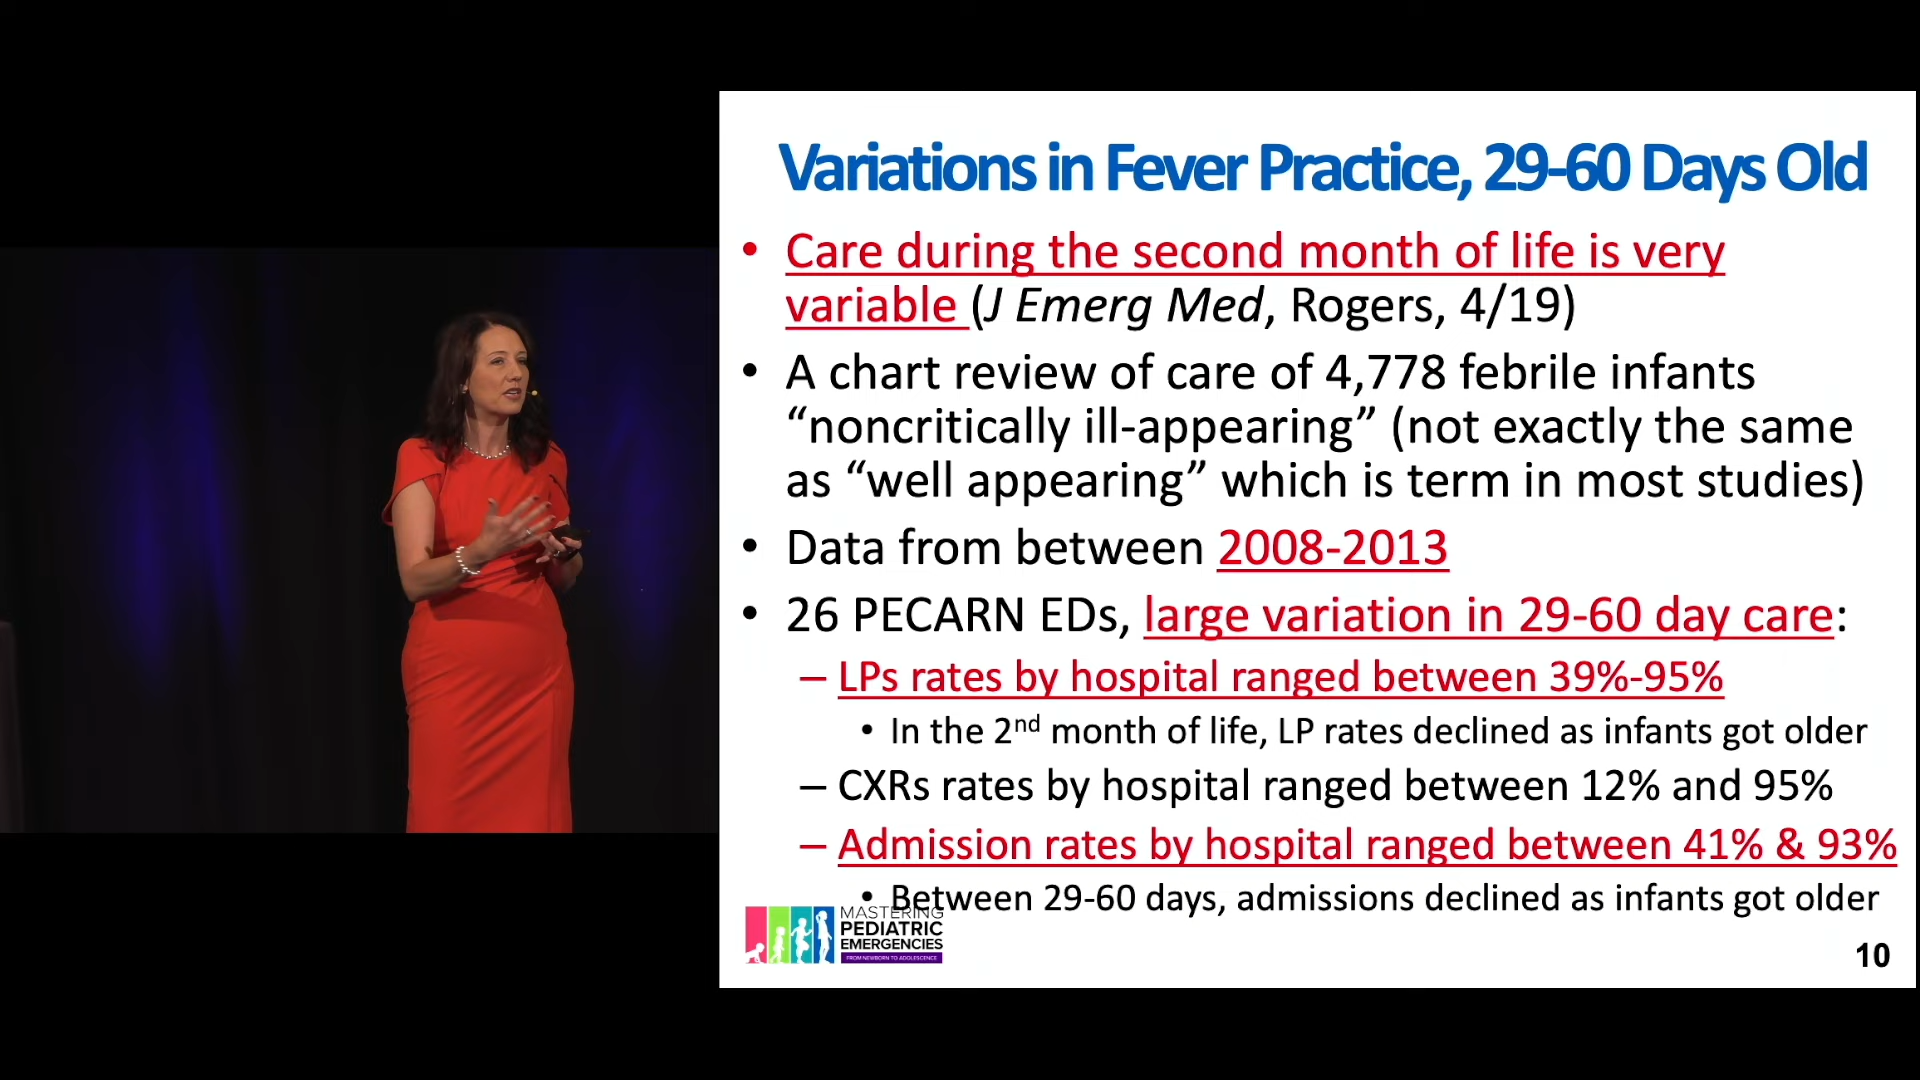 Variations in Fever Practice, 29-60 Days Old
• Care during the second month of life is very
variable (J Emerg Med, Rogers, 4/19)
• A chart review of care of 4,778 febrile infants
“noncritically ill-appearing” (not exactly the same
as “well appearing” which is term in most studies)
• Data from between 2008-2013
• 26 PECARN EDs, large variation in 29-60 day care:
– LPs rates by hospital ranged between 39%-95%
• In the 2nd month of life, LP rates declined as infants got older
– CXRs rates by hospital ranged between 12% and 95%
– Admission rates by hospital ranged between 41% & 93%
• Between 29-60 days, admissions declined as infants got older
MASTERING
PEDIATRIC
EMERGENCIES
FROM NEWBORN TO ADOLESCENCE
10